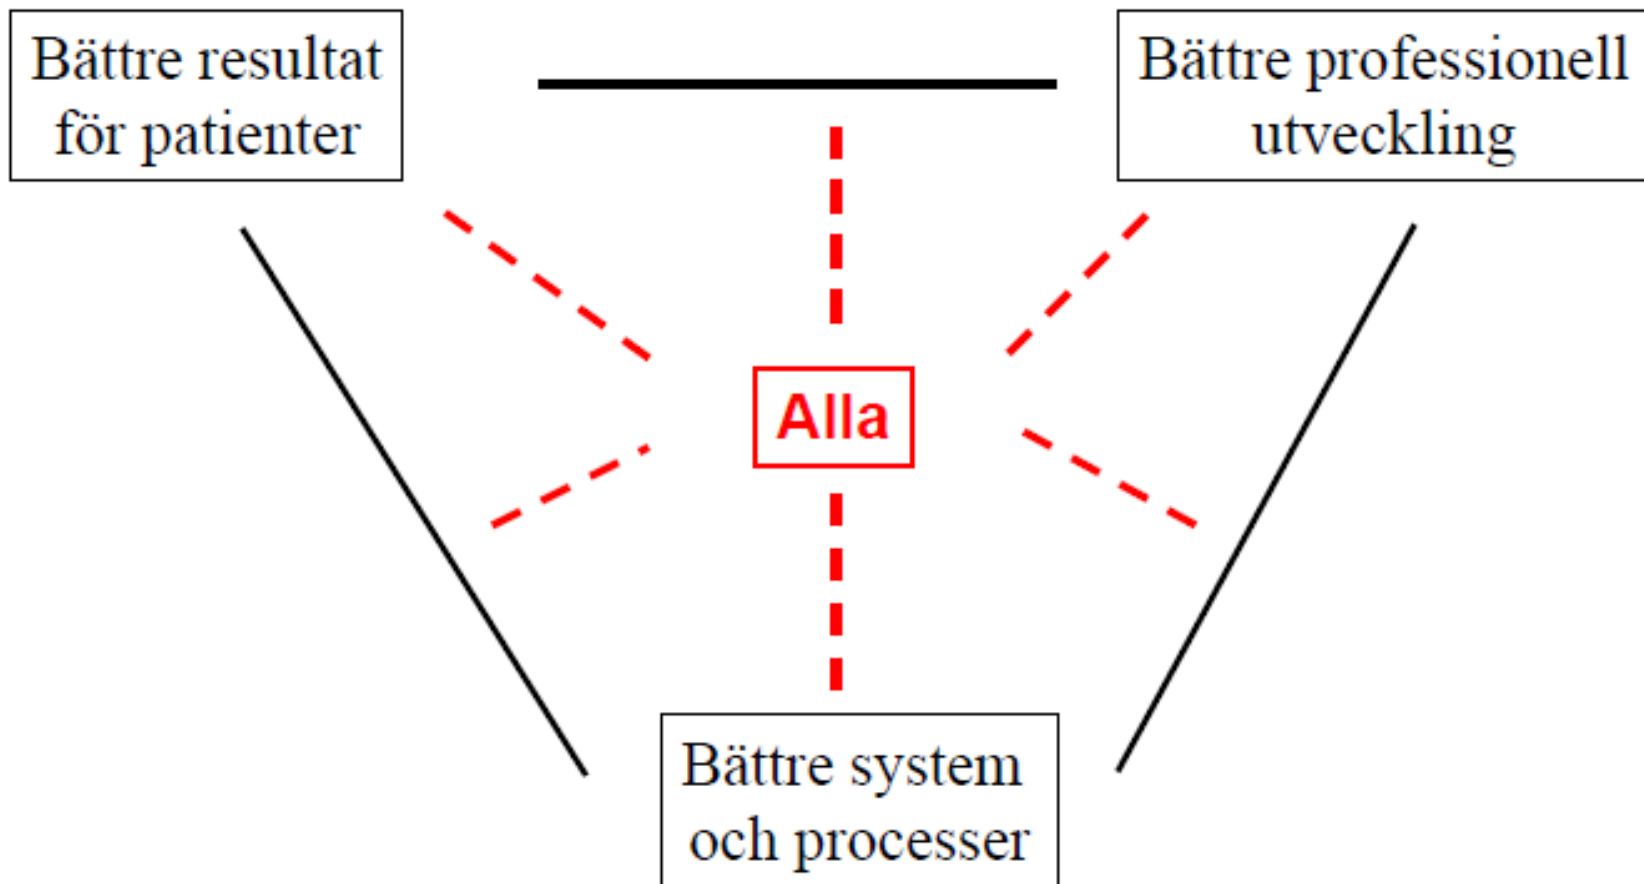 Bättre resultat
för patienter
Bättre professionell
utveckling
Alla
Bättre system
och processer